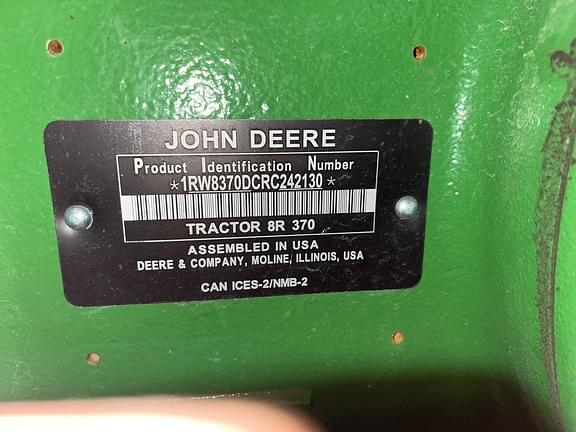 JOHN DEERE
Product Identification Number
*1RW8370DCRC242130*
TRACTOR 8R 370
ASSEMBLED IN USA
DEERE & COMPANY, MOLINE, ILLINOIS, USA
CAN ICES-2/NMB-2